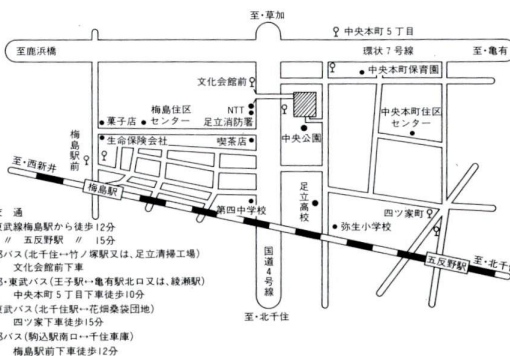 至・草加
中央本町5丁目
至鹿浜橋
環状7号線
至・亀有
中央本町保育園
文化会館前
NTT
足立消防署
梅島住区
センター
菓子店
生命保険会社
喫茶店
中央公園
中央本町住区
センター
梅島駅前
至・西新井
梅島駅
第四中学校
足立高校
弥生小学校
四ツ家町
国道4号線
五反野駅
至・北千
至・北千住
交 通
武線梅島駅から徒歩12分
〃 五反野駅 〃 15分
バス(北千住↔竹ノ塚駅又は、足立清掃工場)
文化会館前下車
・東武バス(王子駅↔亀有駅北口又は、綾瀬駅)
中央本町5丁目下車徒歩10分
武バス(北千住駅↔花畑桑袋団地)
四ツ家下車徒歩15分
バス(駒込駅南口↔千住車庫)
梅島駅前下車徒歩12分